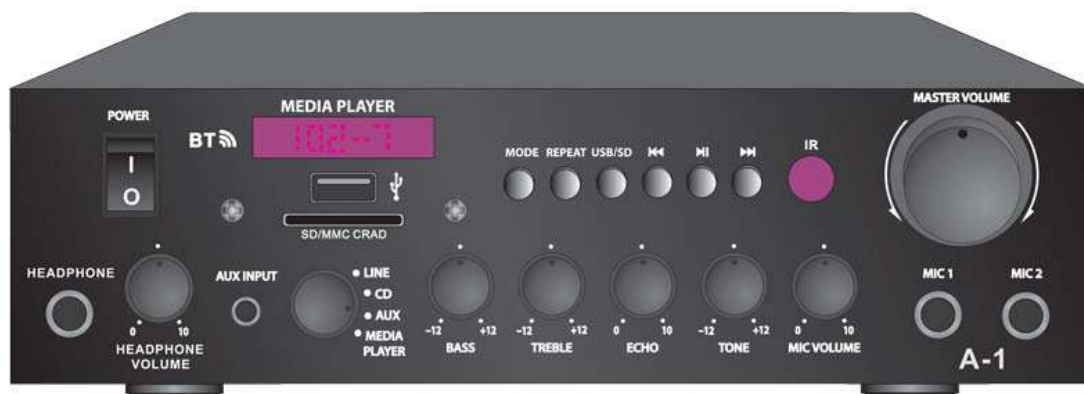 POWER
BT
MEDIA PLAYER
MASTER VOLUME
MODE REPEAT USB/SD
IR
I
O
SD/MMC CRAD
HEADPHONE
AUX INPUT
LINE
CD
AUX
MEDIA
PLAYER
MIC 1
MIC 2
0 10
HEADPHONE
VOLUME
-12 +12
BASS
-12 +12
TREBLE
0 10
ECHO
-12 +12
TONE
0 10
MIC VOLUME
A-1